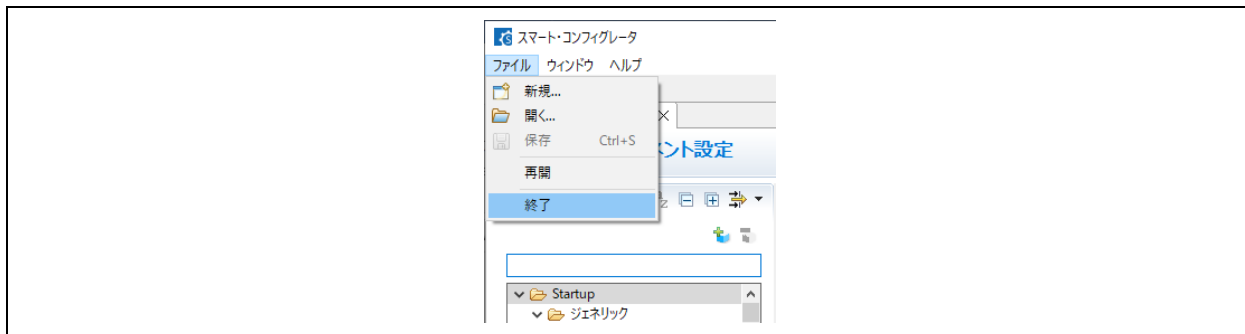 スマート・コンフィグレータ
ファイル ウィンドウ ヘルプ
新規...
開く...
保存 Ctrl+S
ント設定
再開
終了
Startup
ジェネリック